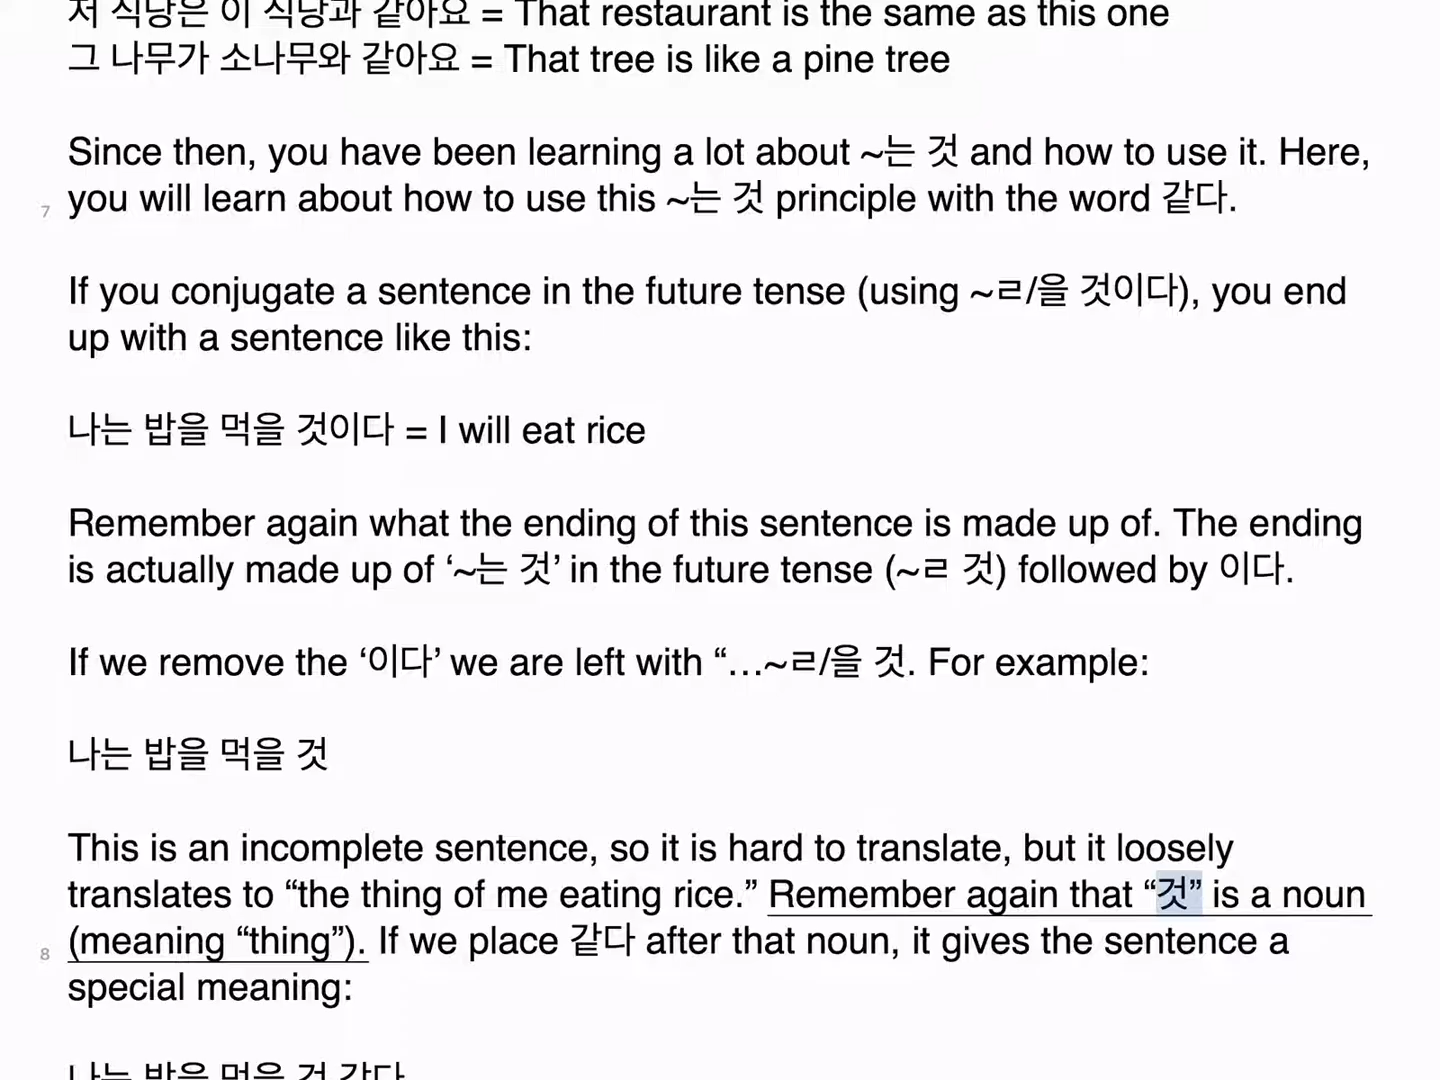 저 식당은 이 식당과 같아요 = That restaurant is the same as this one
그 나무가 소나무와 같아요 = That tree is like a pine tree
Since then, you have been learning a lot about ~는 것 and how to use it. Here,
7 you will learn about how to use this ~는 것 principle with the word 같다.
If you conjugate a sentence in the future tense (using ~ㄹ/을 것이다), you end
up with a sentence like this:
나는 밥을 먹을 것이다 = I will eat rice
Remember again what the ending of this sentence is made up of. The ending
is actually made up of ‘~는 것’ in the future tense (~ㄹ 것) followed by 이다.
If we remove the ‘이다’ we are left with “…~ㄹ/을 것. For example:
나는 밥을 먹을 것
This is an incomplete sentence, so it is hard to translate, but it loosely
translates to “the thing of me eating rice.” Remember again that “것” is a noun
8 (meaning “thing”). If we place 같다 after that noun, it gives the sentence a
special meaning:
나는 밥을 먹을 것 같다